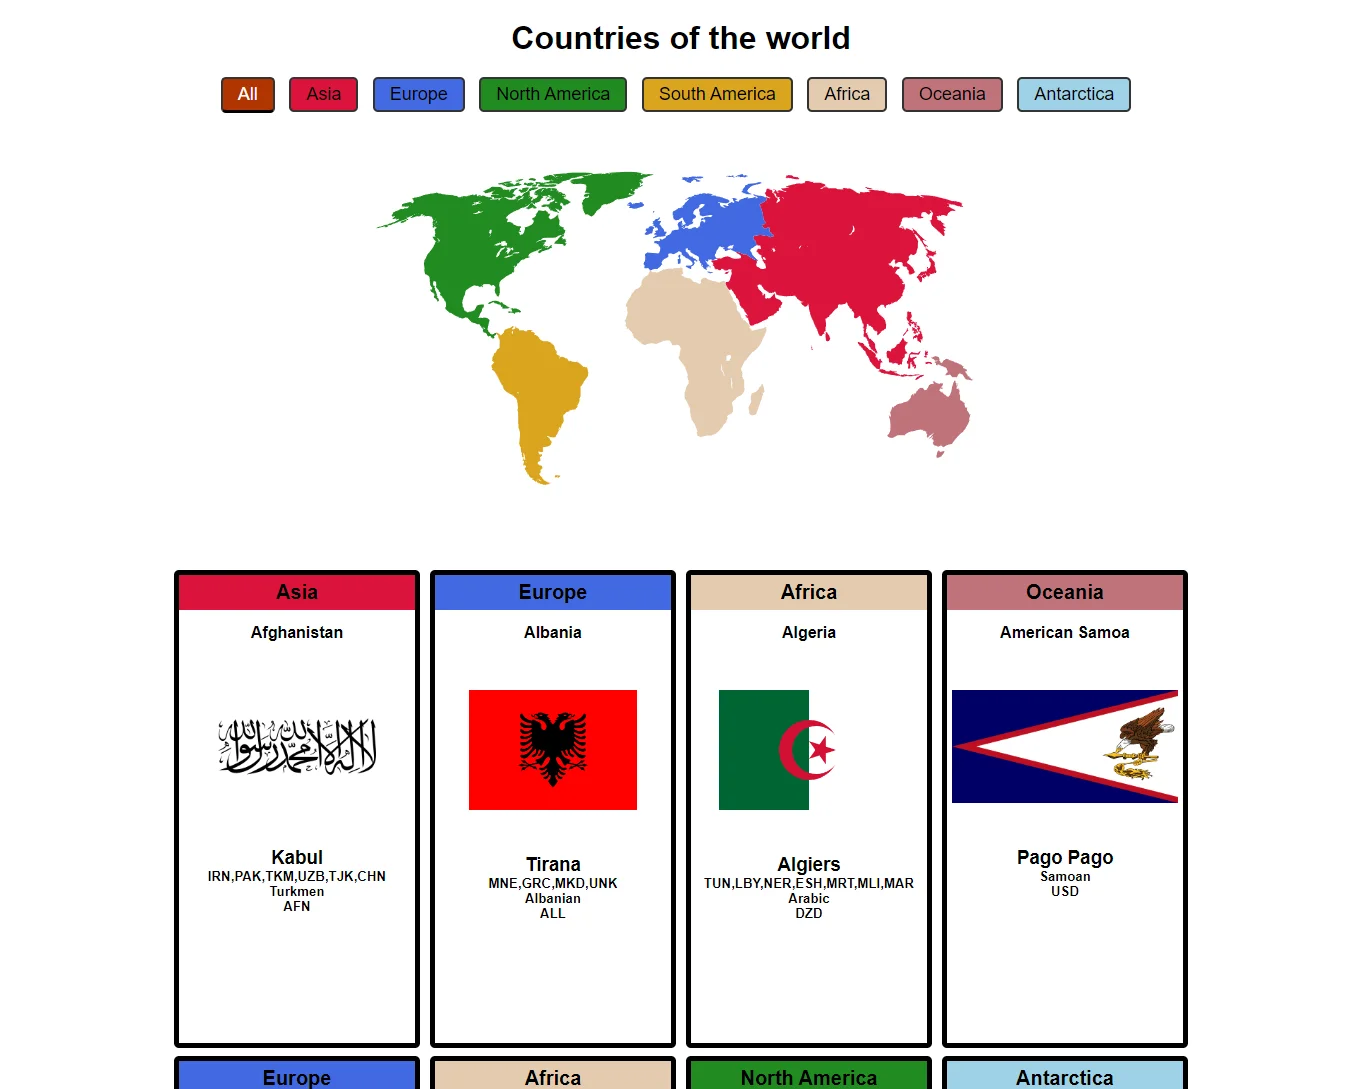 Countries of the world
All
Asia
Europe
North America
South America
Africa
Oceania
Antarctica
Asia
Afghanistan
لا إله إلا الله محمد رسول الله
Kabul
IRN,PAK,TKM,UZB,TJK,CHN
Turkmen
AFN
Europe
Albania
Tirana
MNE,GRC,MKD,UNK
Albanian
ALL
Africa
Algeria
Algiers
TUN,LBY,NER,ESH,MRT,MLI,MAR
Arabic
DZD
Oceania
American Samoa
Pago Pago
Samoan
USD
Europe
Africa
North America
Antarctica